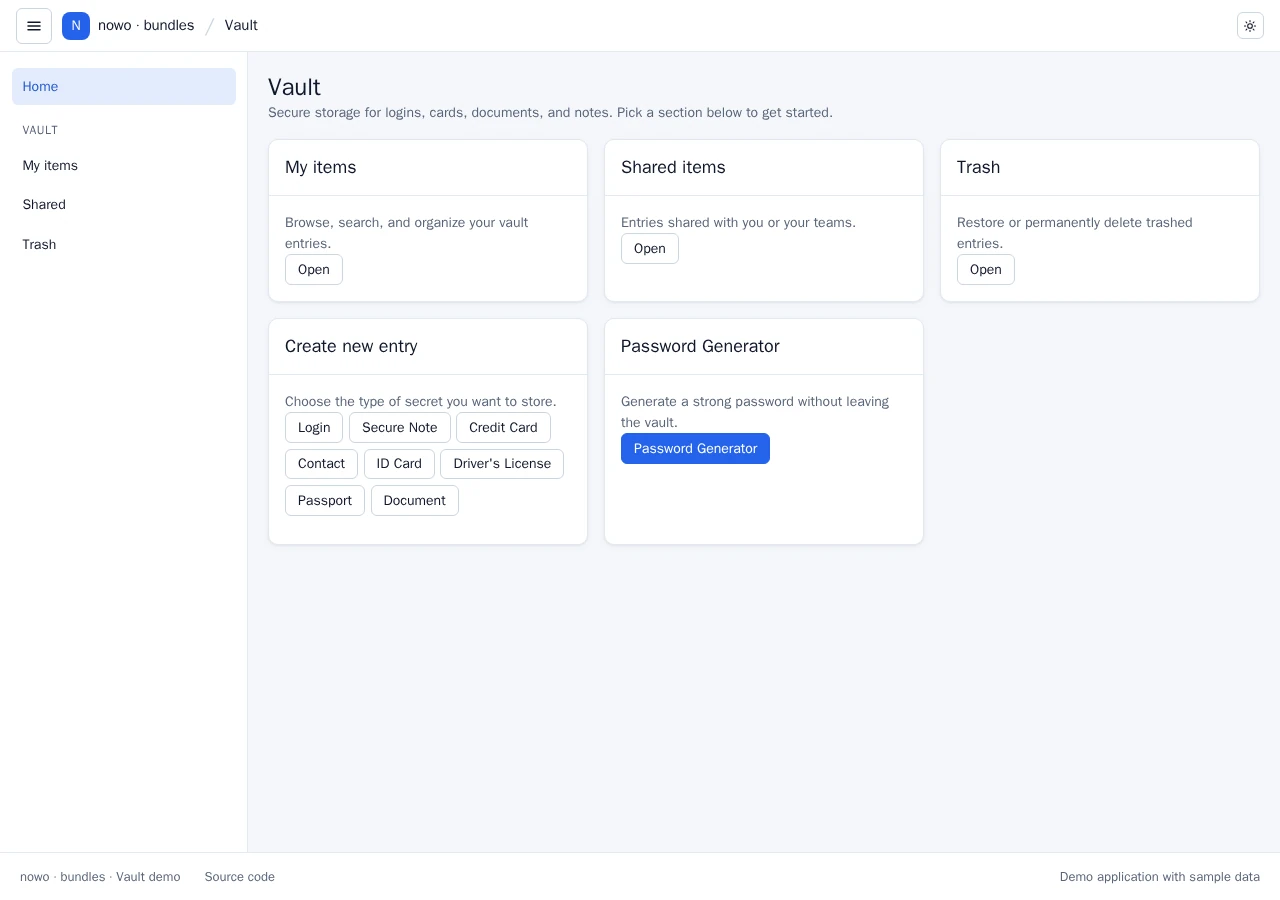 N nowo · bundles / Vault
Home
VAULT
My items
Shared
Trash
Vault
Secure storage for logins, cards, documents, and notes. Pick a section below to get started.
My items
Browse, search, and organize your vault
entries.
Open
Shared items
Entries shared with you or your teams.
Open
Trash
Restore or permanently delete trashed
entries.
Open
Create new entry
Choose the type of secret you want to store.
Login Secure Note Credit Card
Contact ID Card Driver's License
Passport Document
Password Generator
Generate a strong password without leaving
the vault.
Password Generator
nowo · bundles · Vault demo Source code Demo application with sample data